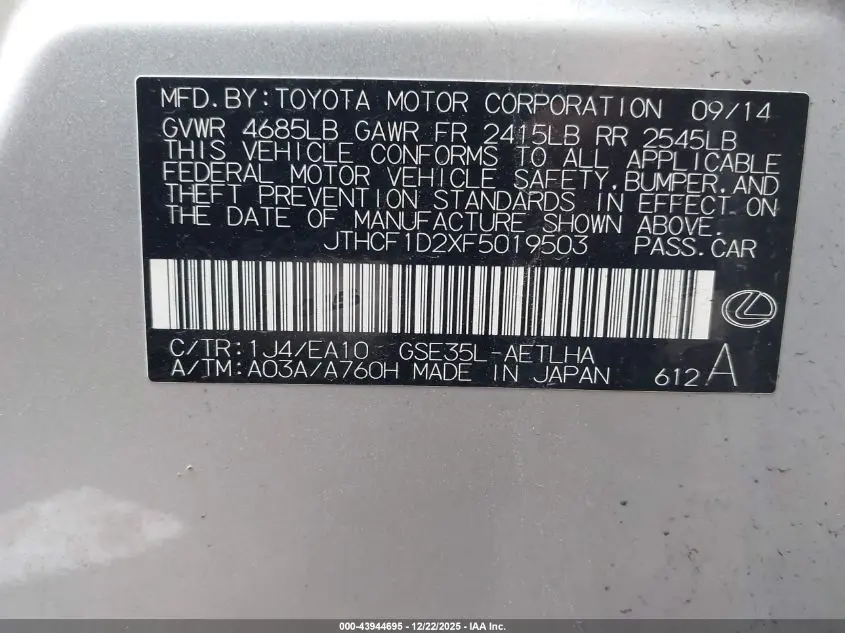 MFD.BY:TOYOTA MOTOR CORPORATION 09/14
GVWR 4685LB GAWR FR 2415LB RR 2545LB
THIS VEHICLE CONFORMS TO ALL APPLICABLE
FEDERAL MOTOR VEHICLE SAFETY,BUMPER,AND
THEFT PREVENTION STANDARDS IN EFFECT ON
THE DATE OF MANUFACTURE SHOWN ABOVE.
JTHCF1D2XF5019503 PASS.CAR
C/TR:1J4/EA10 GSE35L-AETLHA
A/TM:A03A/A760H MADE IN JAPAN 612A
000-43944695 - 12/22/2025 - IAA Inc.